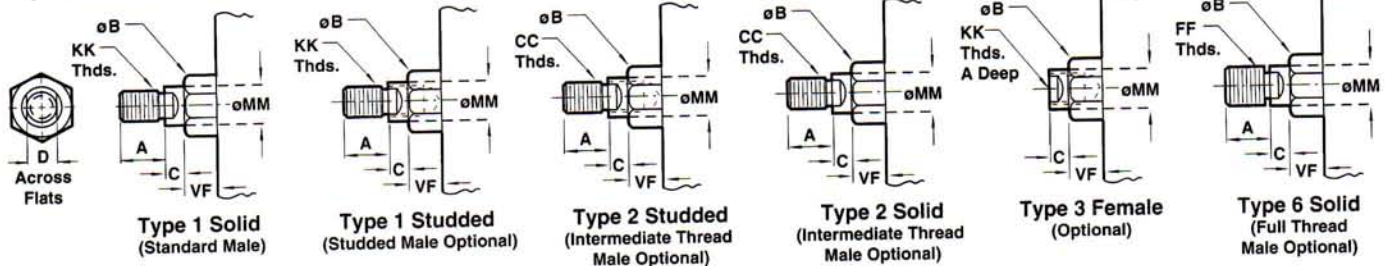 D
Across
Flats
øB
KK
Thds.
øMM
A
C
VF
Type 1 Solid
(Standard Male)
øB
KK
Thds.
øMM
A
C
VF
Type 1 Studded
(Studded Male Optional)
øB
CC
Thds.
øMM
A
C
VF
Type 2 Studded
(Intermediate Thread
Male Optional)
øB
CC
Thds.
øMM
A
C
VF
Type 2 Solid
(Intermediate Thread
Male Optional)
øB
KK
Thds.
A Deep
øMM
C
VF
Type 3 Female
(Optional)
øB
FF
Thds.
øMM
A
C
VF
Type 6 Solid
(Full Thread
Male Optional)